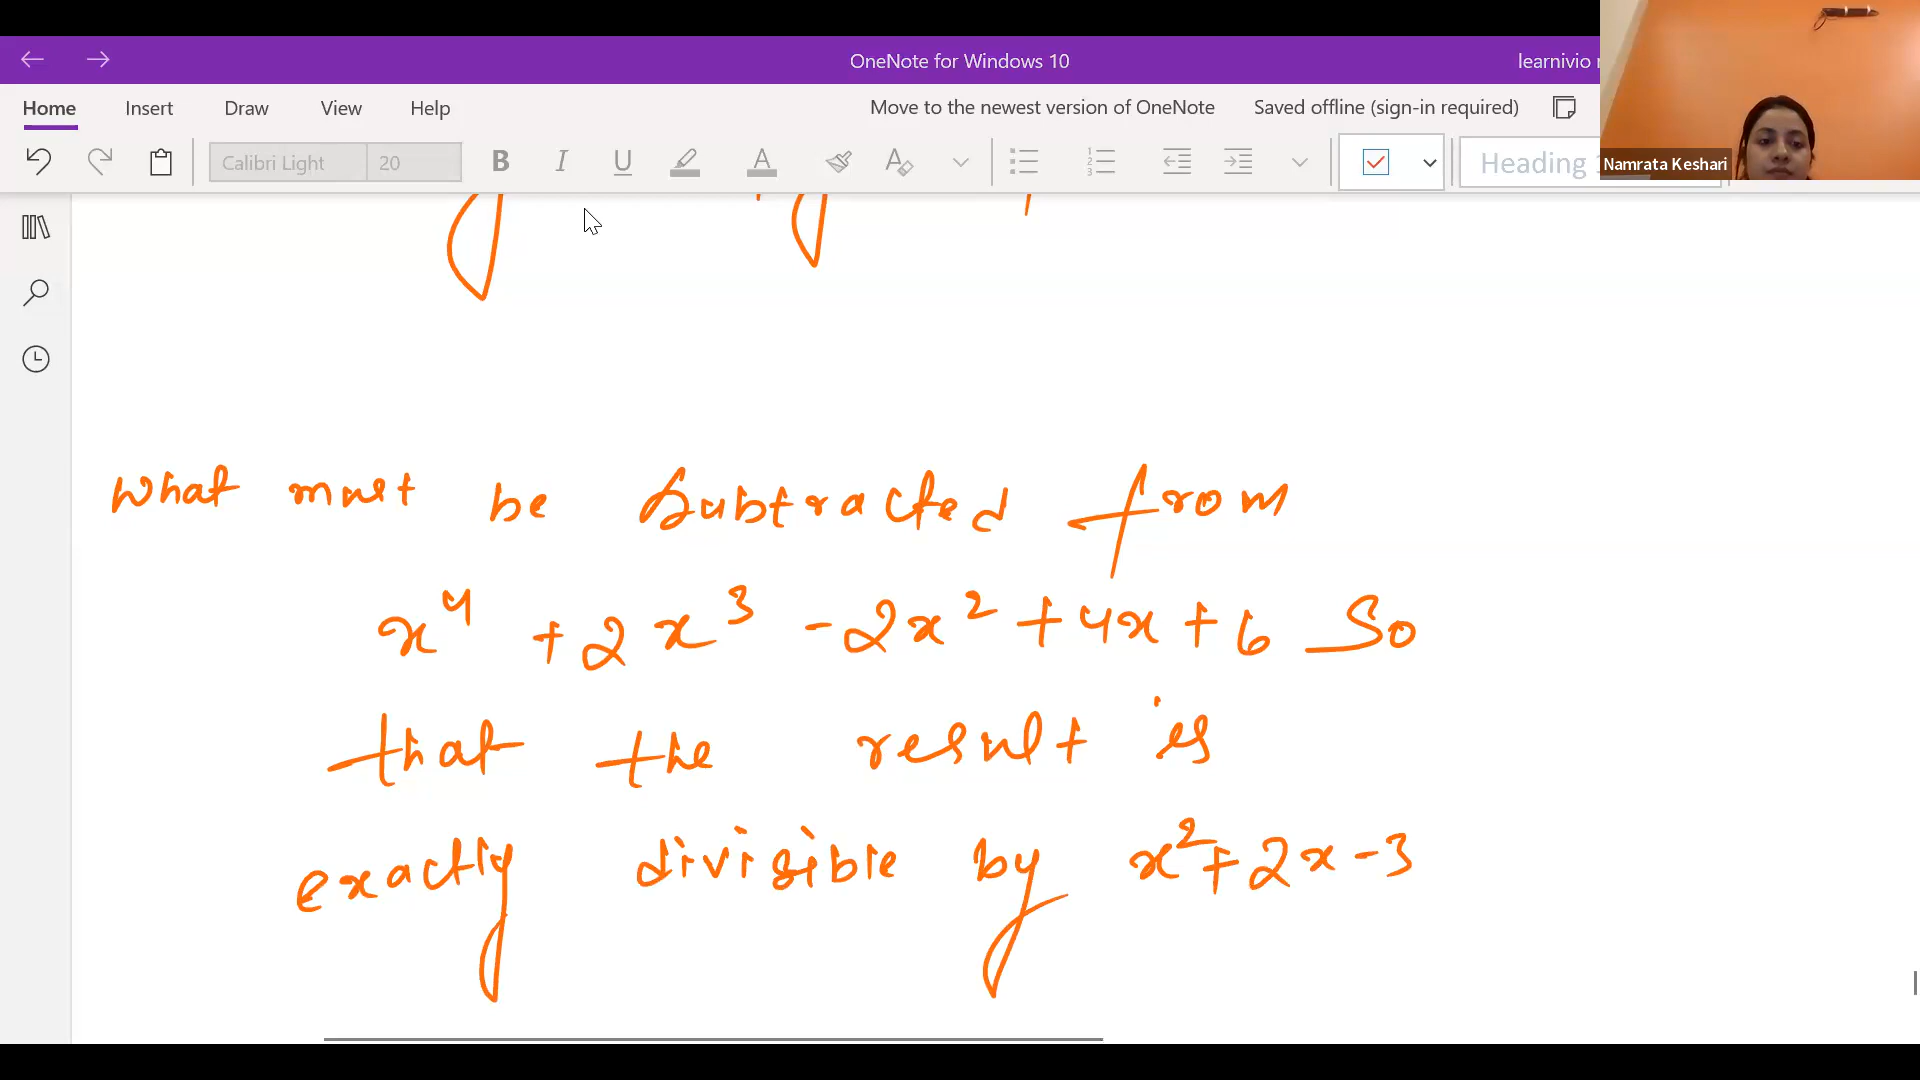 OneNote for Windows 10
learnivio
Home Insert Draw View Help
Move to the newest version of OneNote Saved offline (sign-in required)
Calibri Light 20 B I U A A Heading
Namrata Keshari
What must be subtracted from
x⁴ + 2x³ - 2x² + 4x + 6 So
that the result is
exactly divisible by x² + 2x - 3